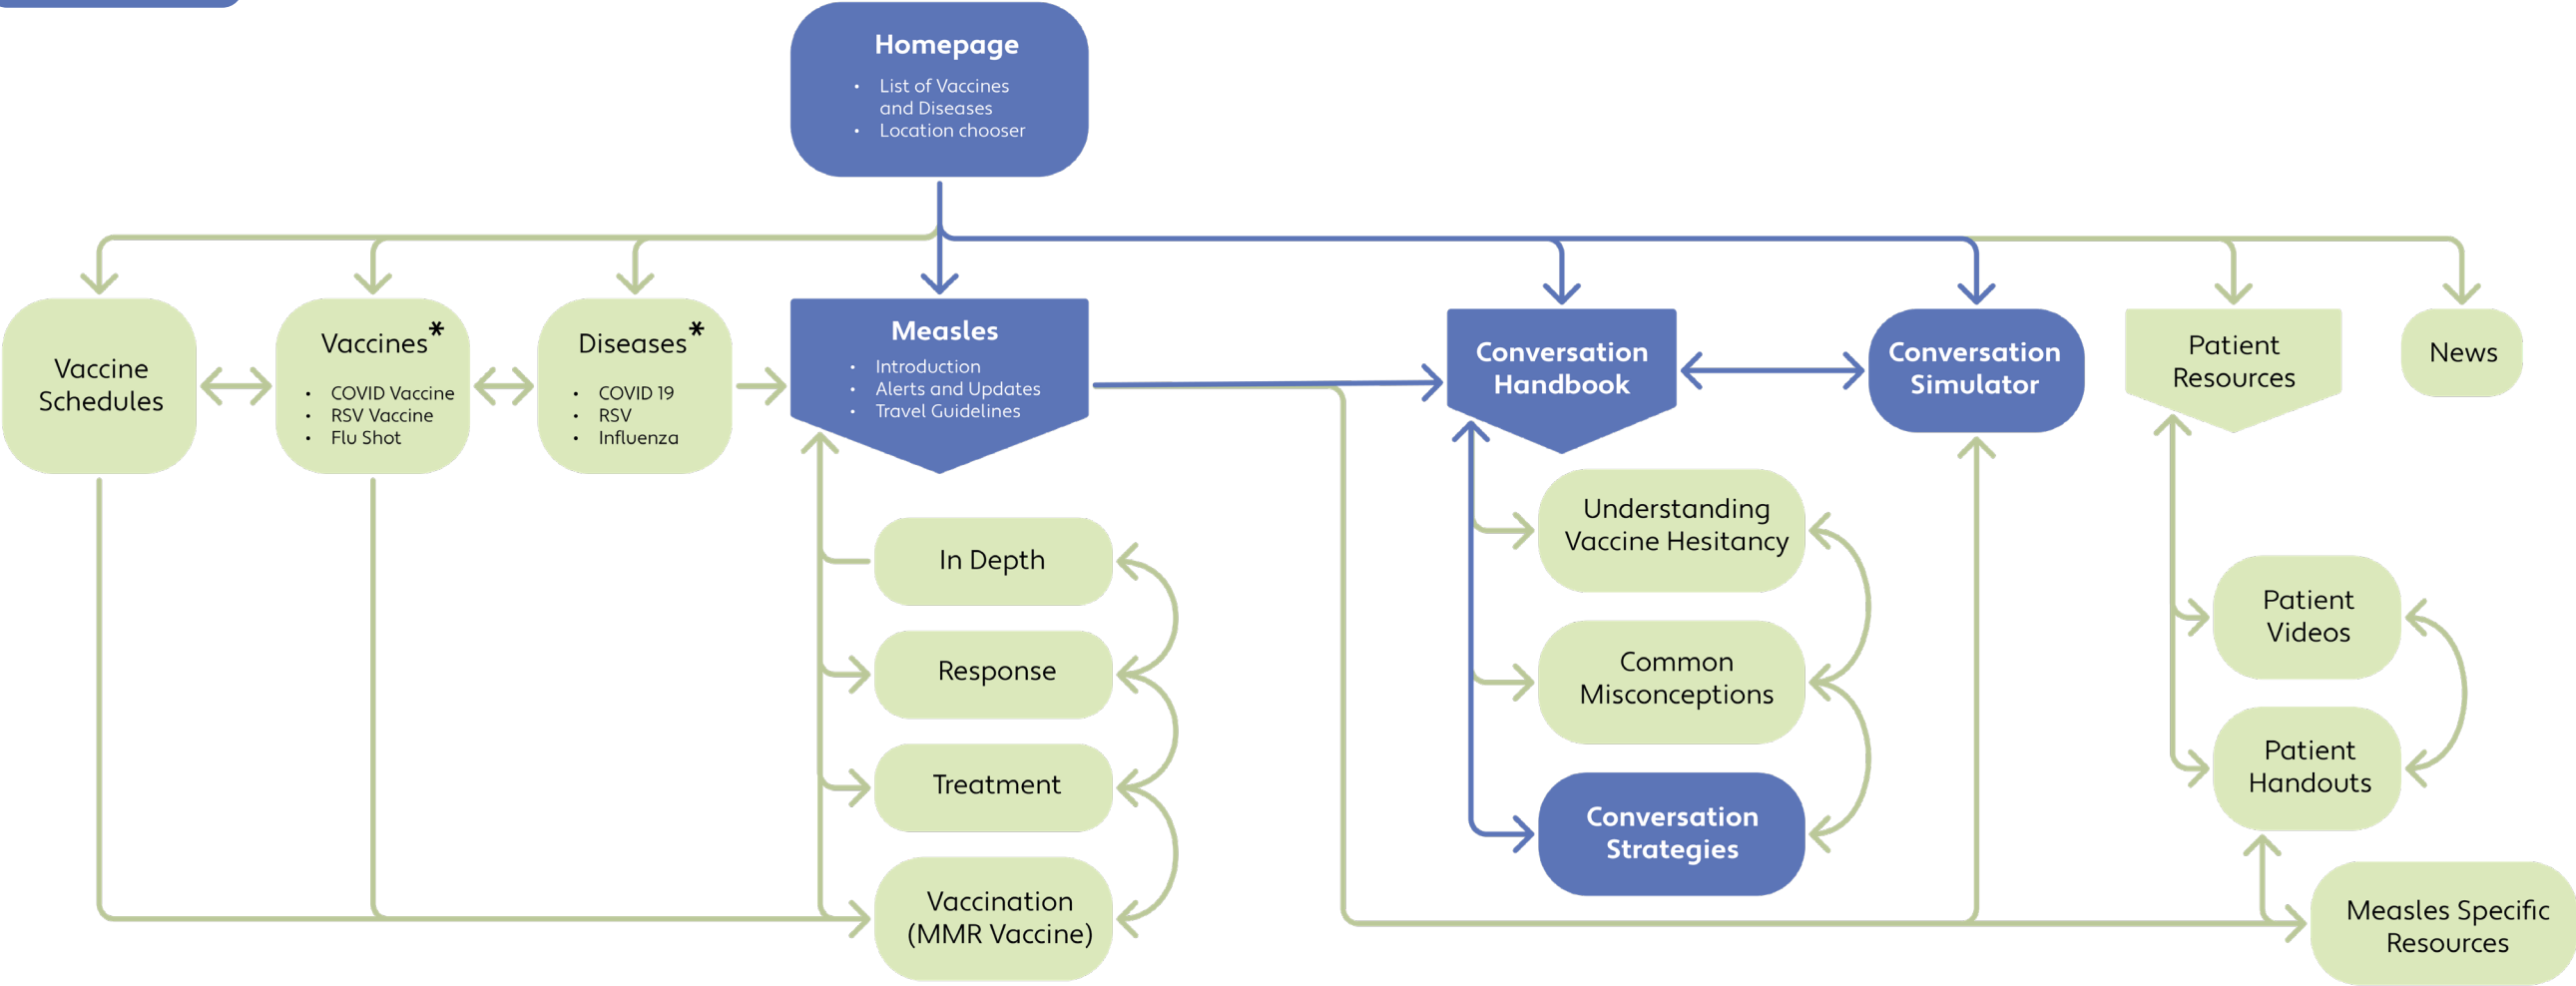 Homepage
• List of Vaccines
and Diseases
• Location chooser
Vaccine
Schedules
Vaccines*
• COVID Vaccine
• RSV Vaccine
• Flu Shot
Diseases*
• COVID 19
• RSV
• Influenza
Measles
• Introduction
• Alerts and Updates
• Travel Guidelines
Conversation
Handbook
Conversation
Simulator
Patient
Resources
News
In Depth
Response
Treatment
Vaccination
(MMR Vaccine)
Understanding
Vaccine Hesitancy
Common
Misconceptions
Conversation
Strategies
Patient
Videos
Patient
Handouts
Measles Specific
Resources